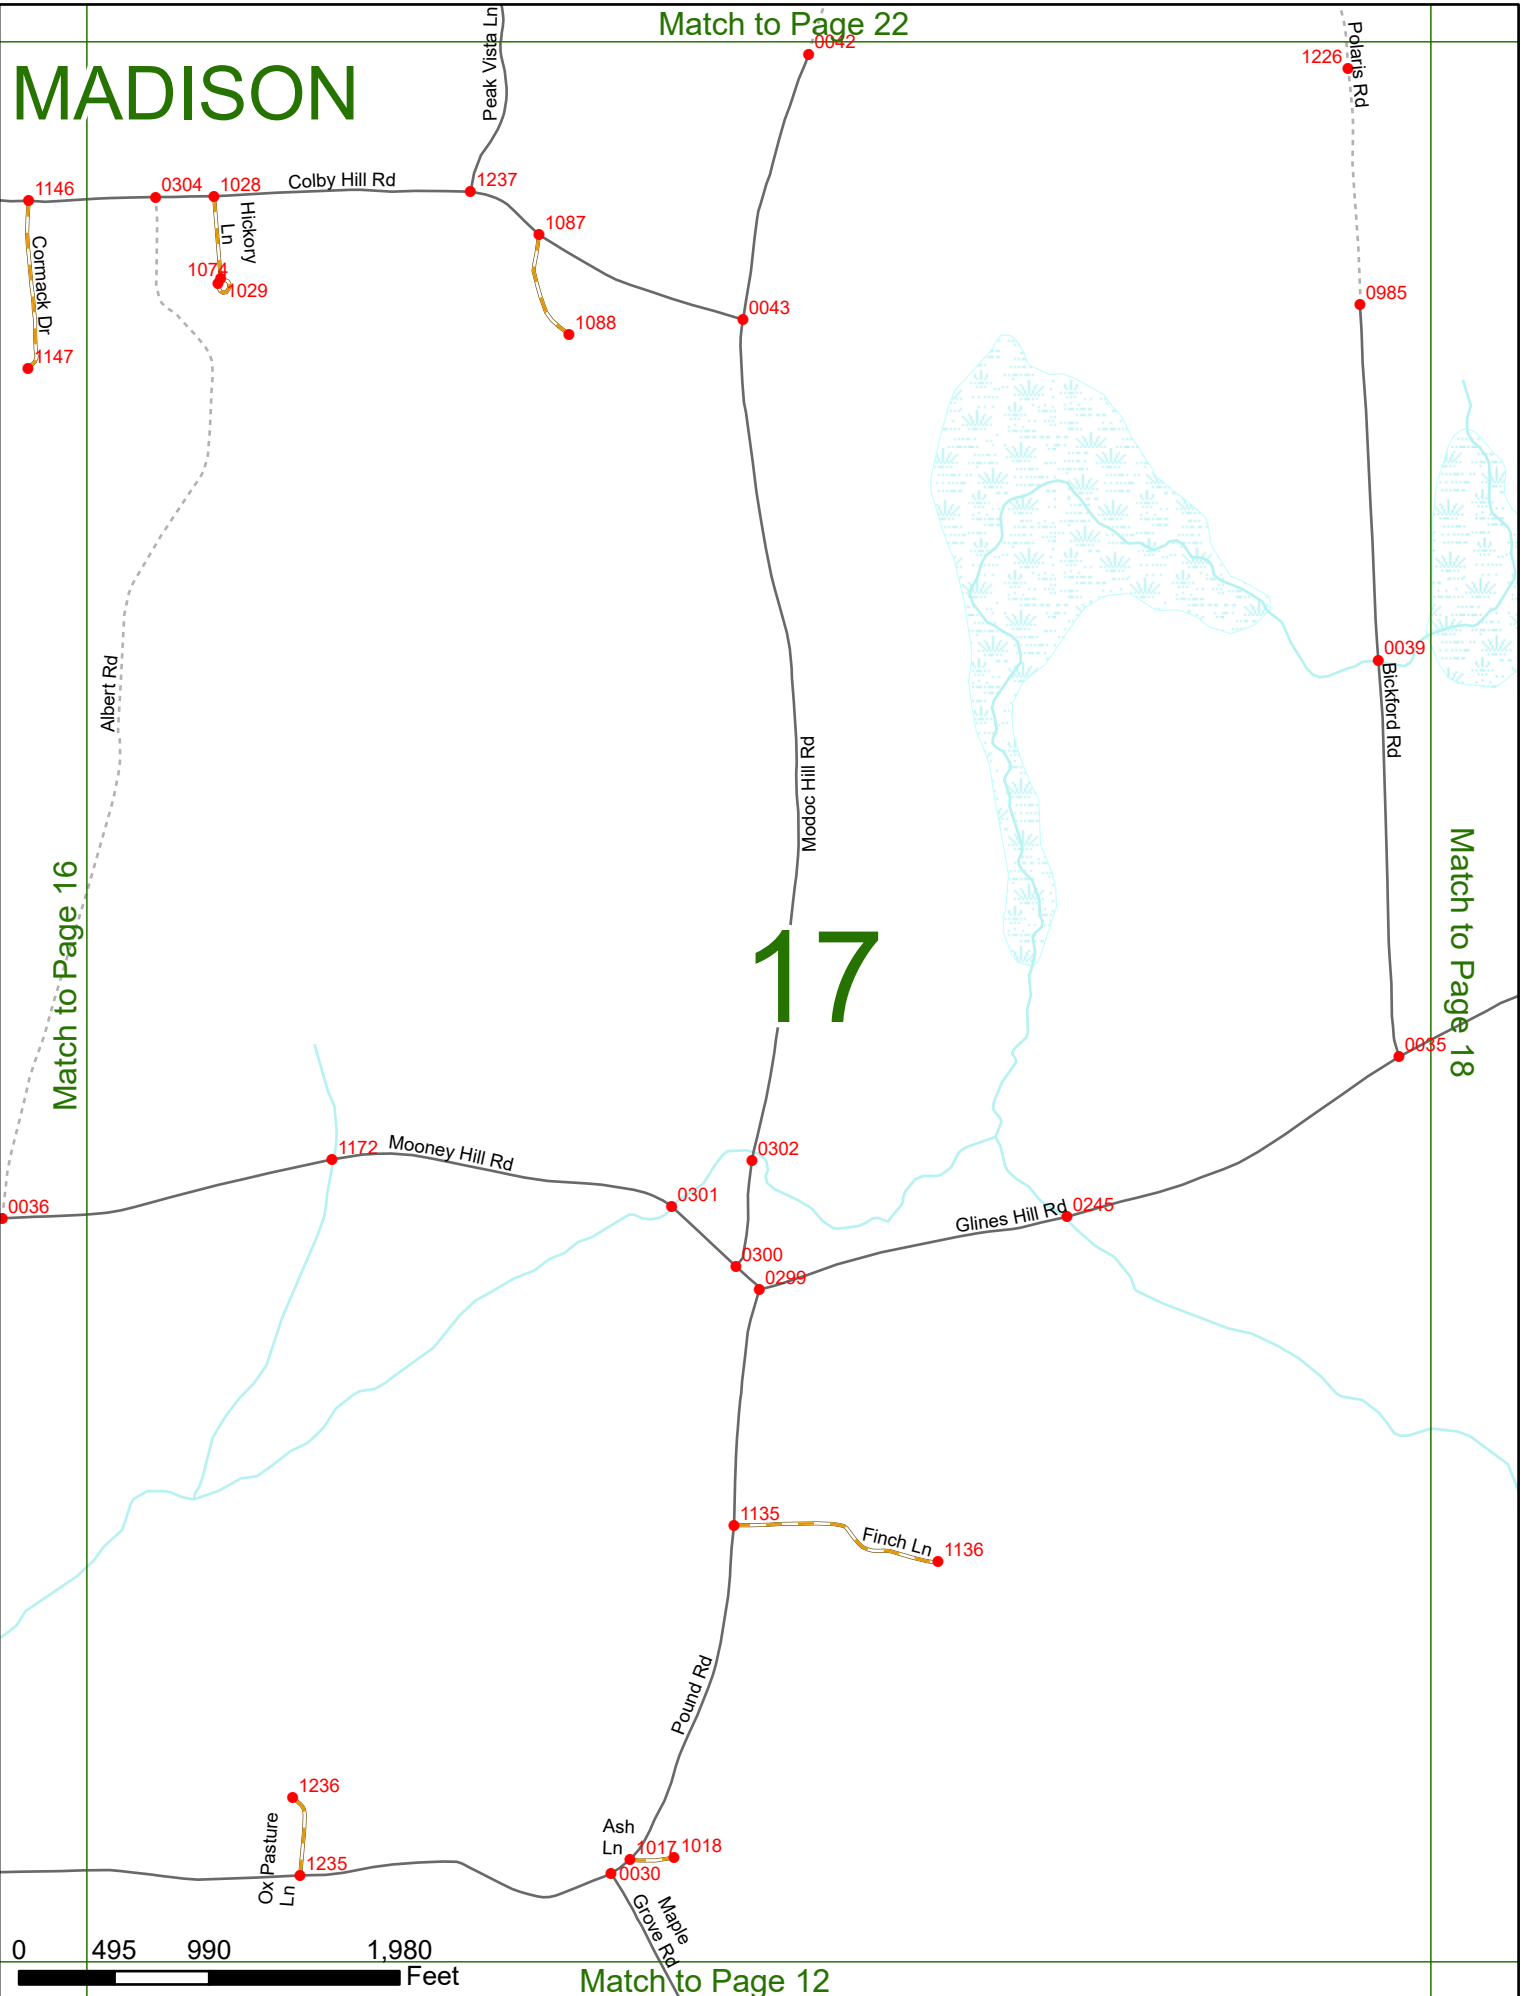 Match to Page 22
MADISON
Peak Vista Ln
0042
1226
Polaris Rd
1146
0304
1028
Colby Hill Rd
1237
Hickory
Ln
1087
Cormack Dr
1074
1029
0043
0985
1088
1147
0039
Bickford Rd
Albert Rd
Modoc Hill Rd
Match to Page 16
17
Match to Page 18
0035
1172
Mooney Hill Rd
0302
0301
0036
Glines Hill Rd
0245
0300
0299
1135
Finch Ln
1136
Pound Rd
1236
Ox Pasture
Ln
1235
Ash
Ln
1017
1018
0030
Maple
Grove Rd
0 495 990 1,980
Feet
Match to Page 12